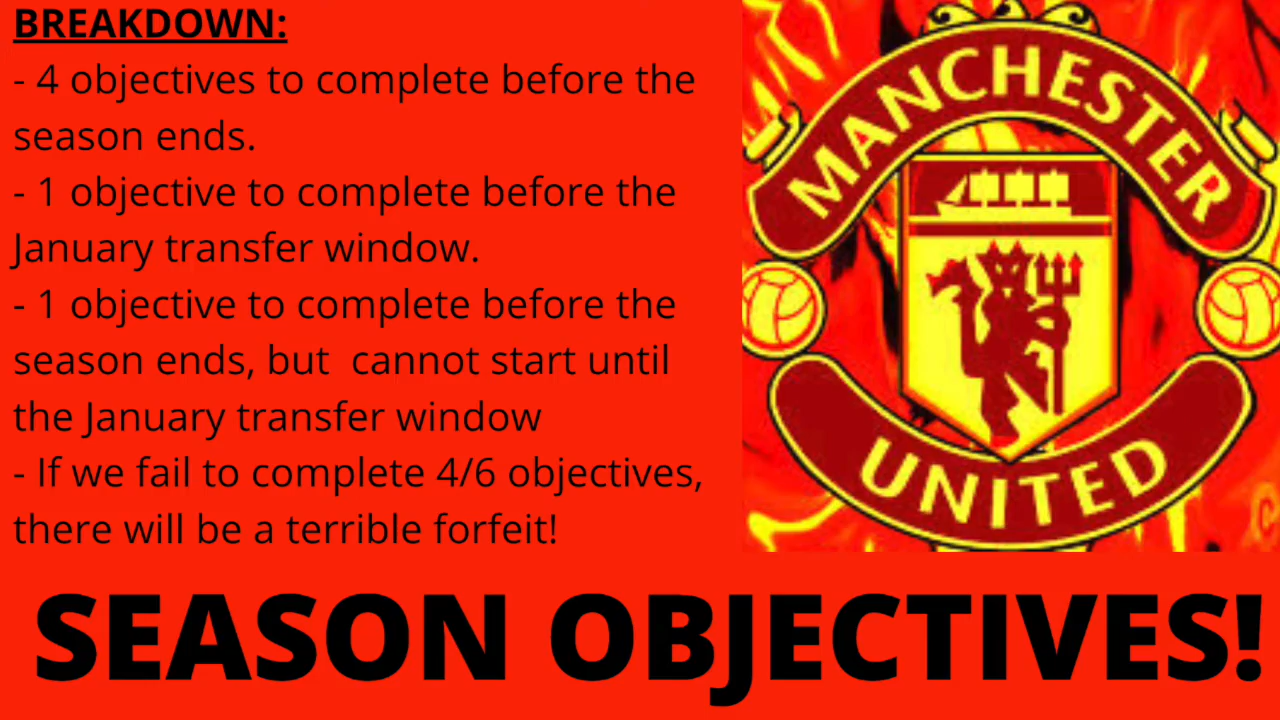 BREAKDOWN:
- 4 objectives to complete before the
season ends.
- 1 objective to complete before the
January transfer window.
- 1 objective to complete before the
season ends, but  cannot start until
the January transfer window
- If we fail to complete 4/6 objectives,
there will be a terrible forfeit!
MANCHESTER
UNITED
SEASON OBJECTIVES!